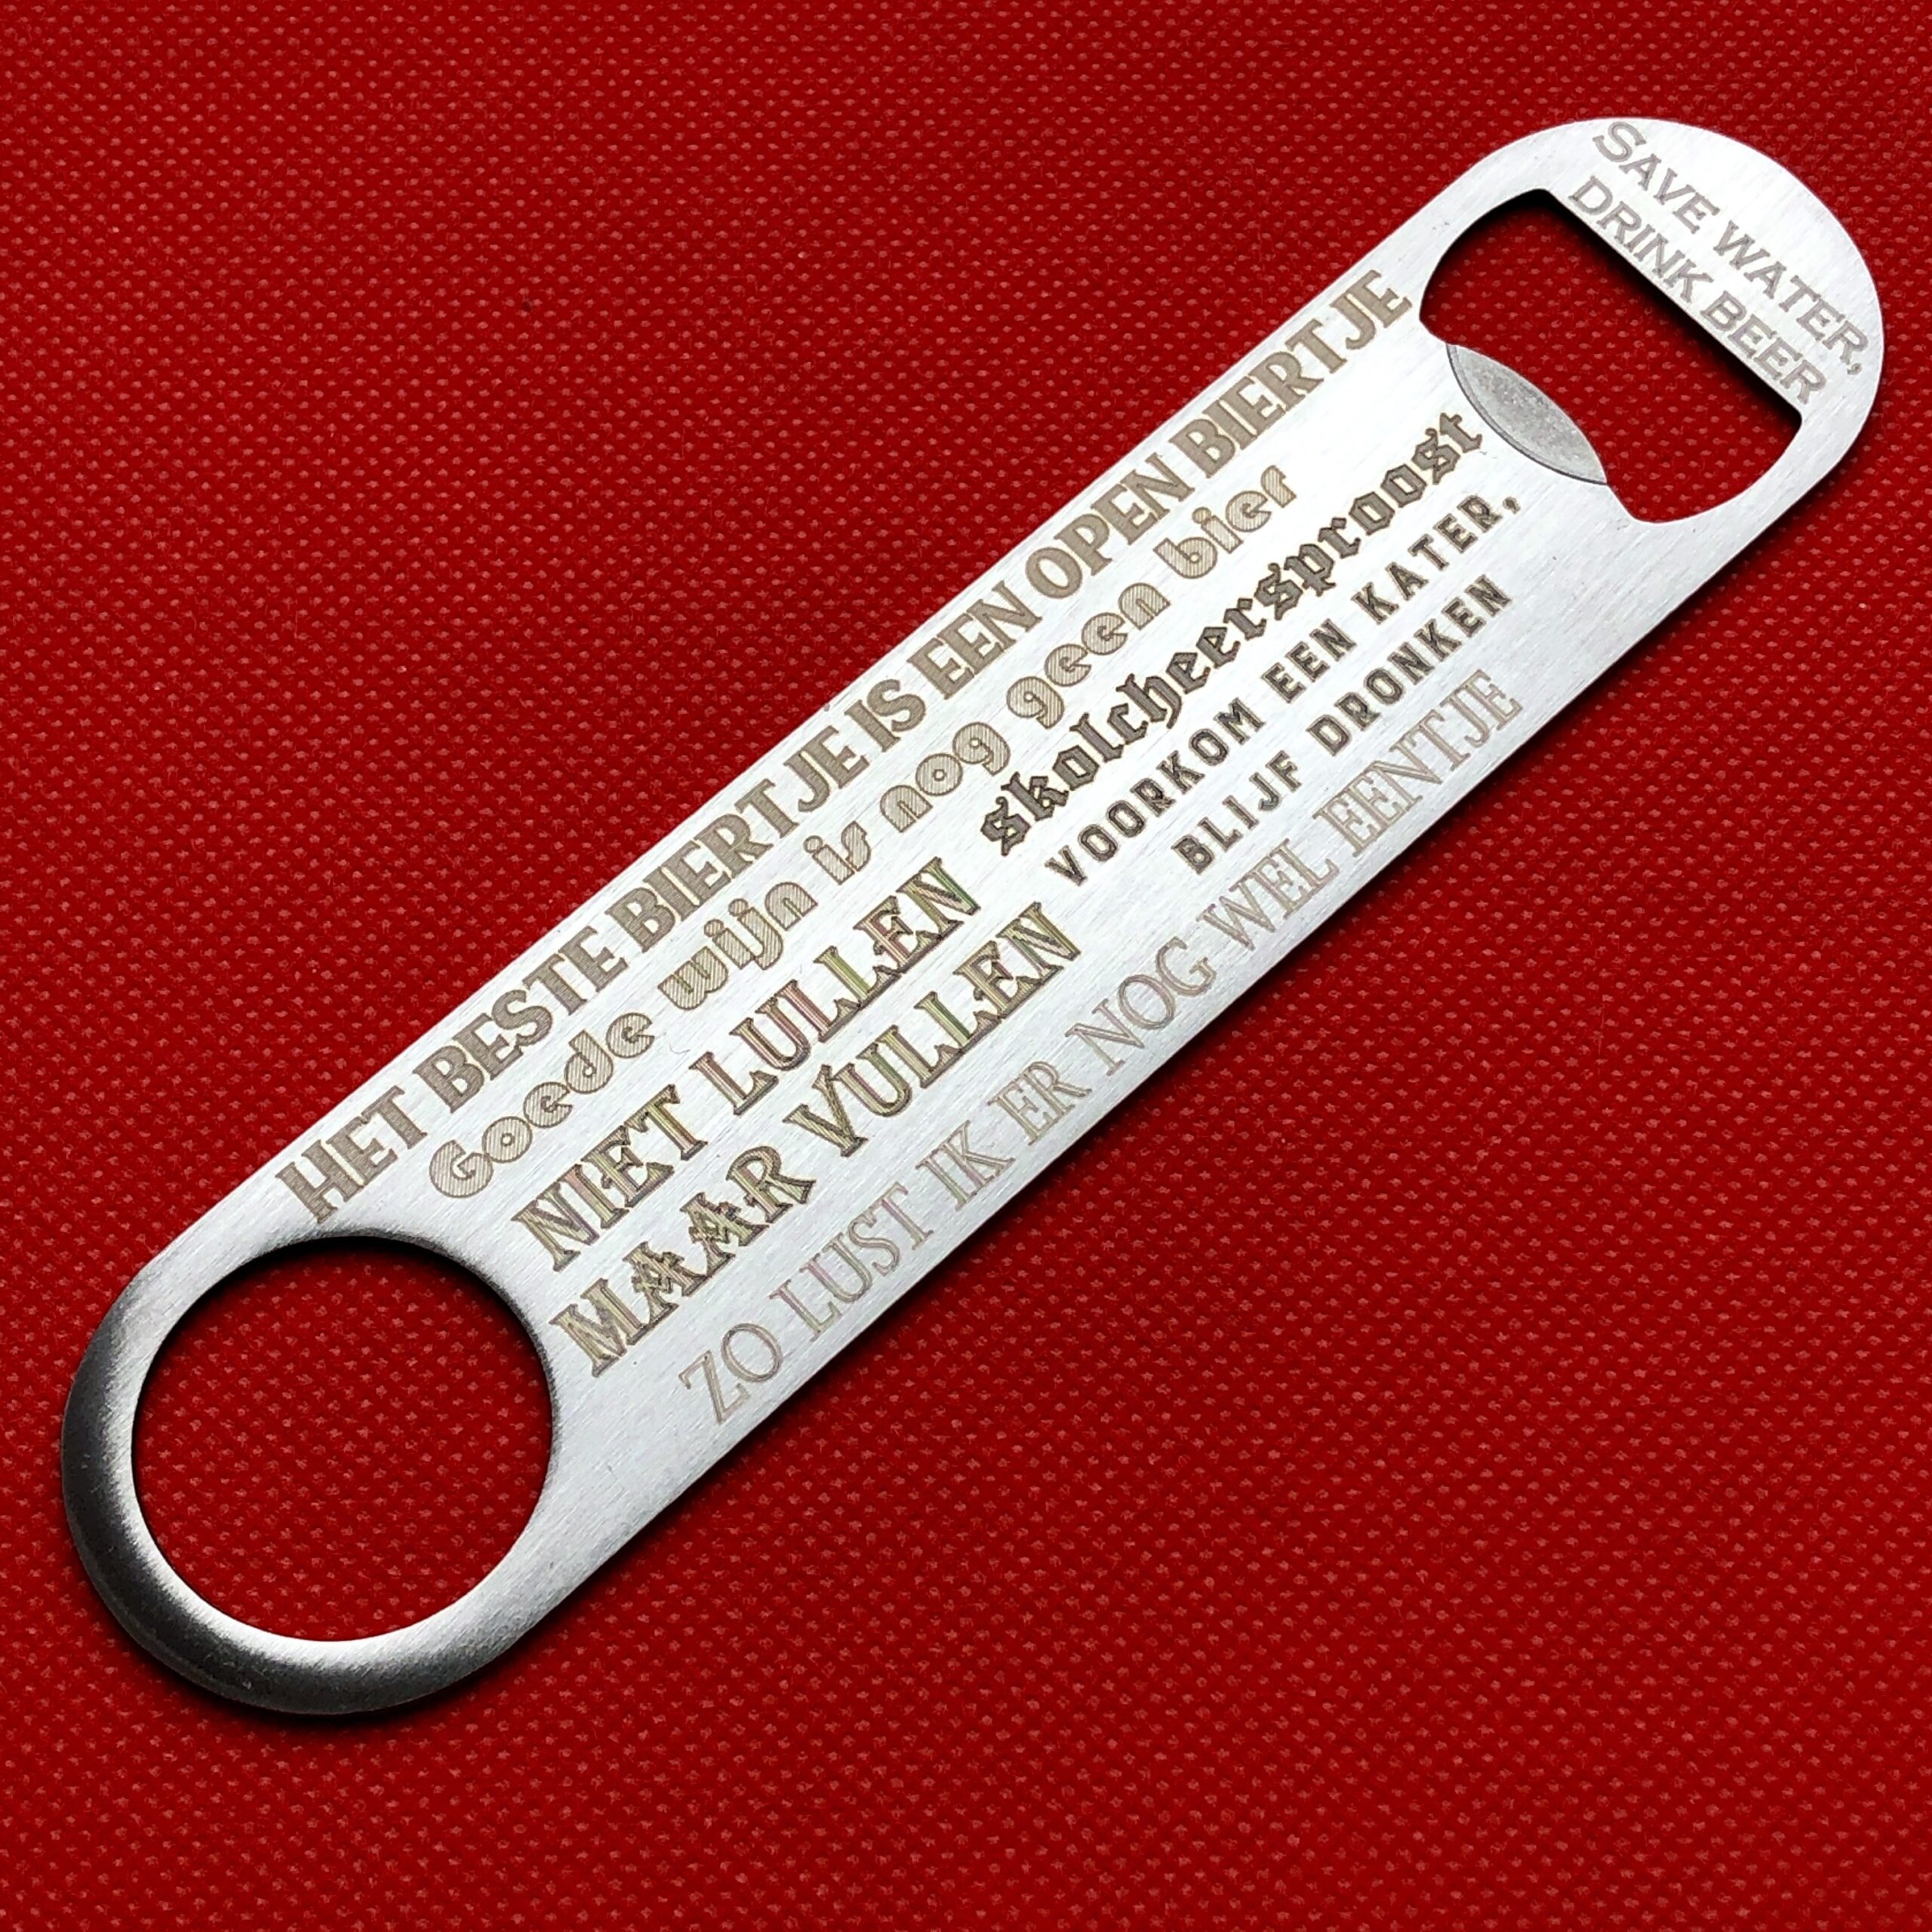 SAVE WATER,
DRINK BEER
HET BESTE BIERTJE IS EEN OPEN BIERTJE
Goede wijn is nog geen bier
NIET LULLEN
MAAR VULLEN
skolcheersproost
VOORKOM EEN KATER,
BLIJF DRONKEN
ZO LUST IK ER NOG WEL EENTJE